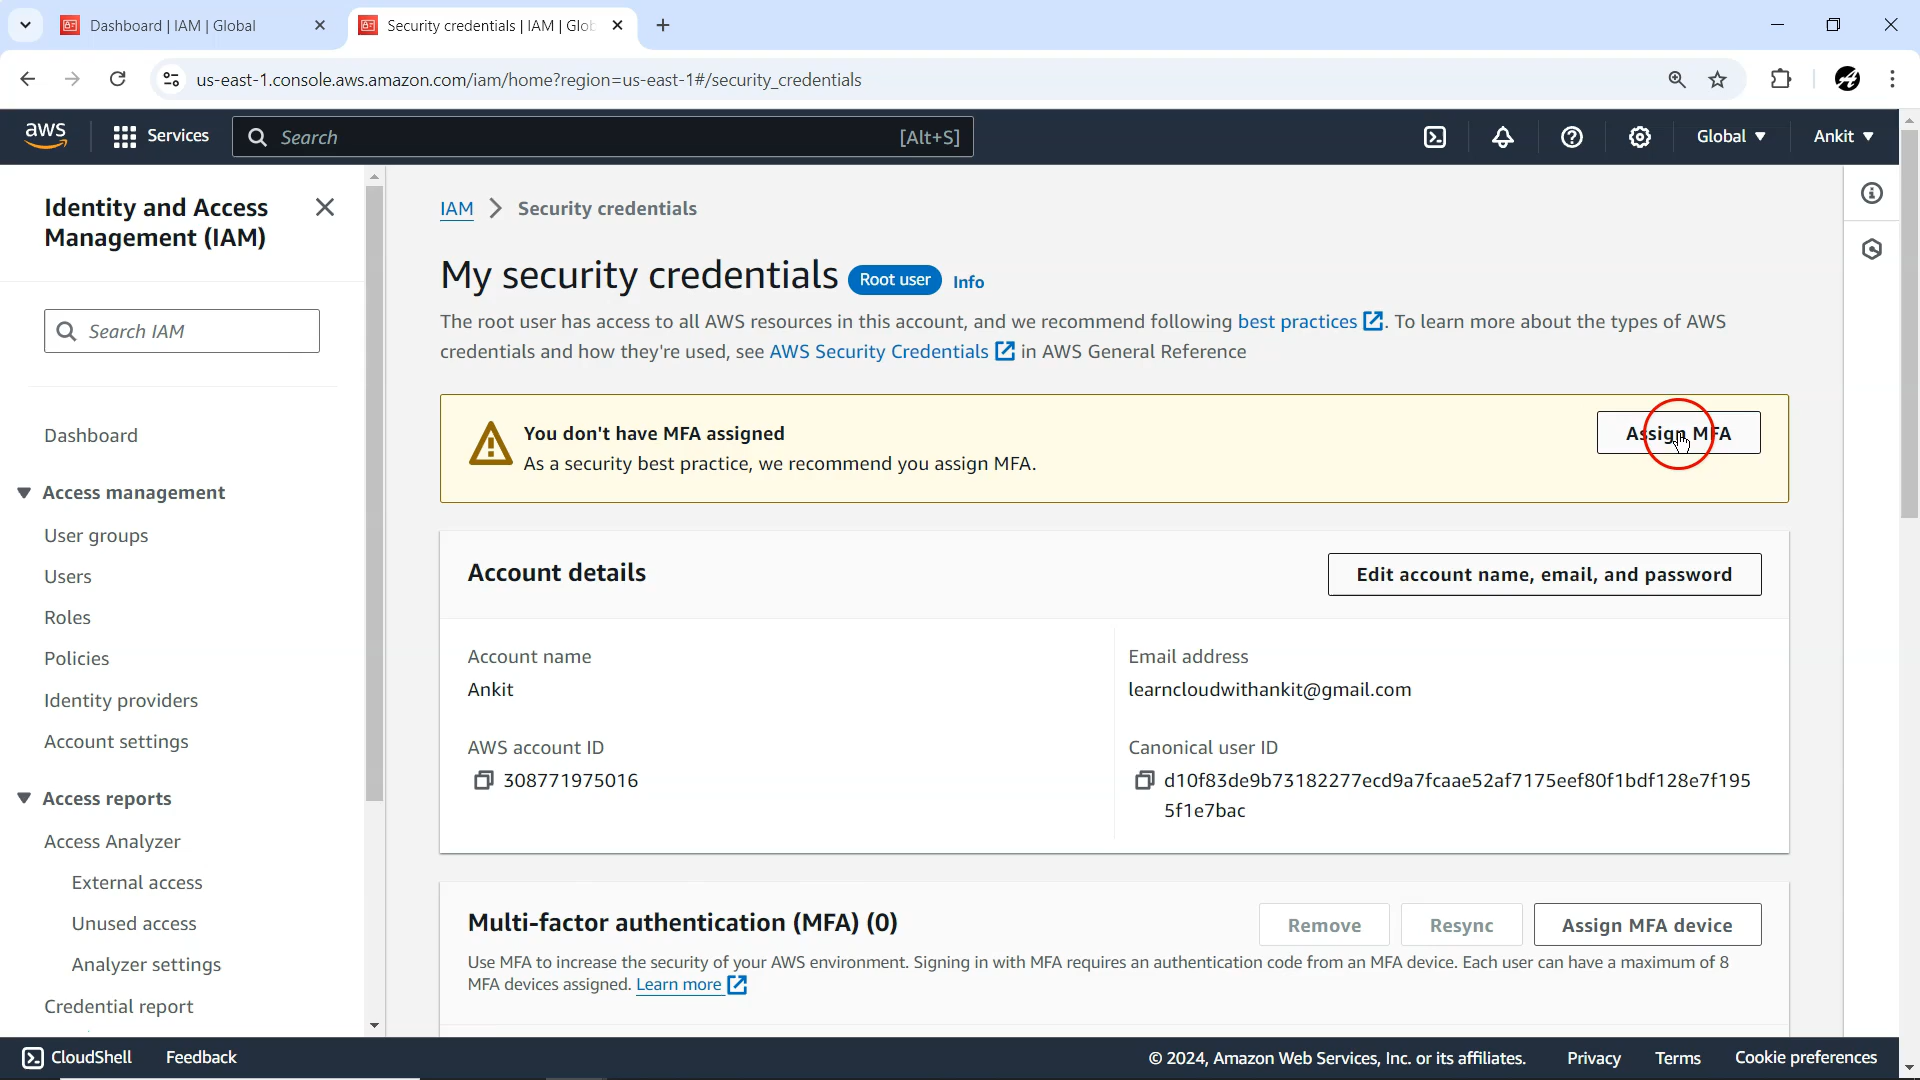 Dashboard | IAM | Global
Security credentials | IAM | Glob
us-east-1.console.aws.amazon.com/iam/home?region=us-east-1#/security_credentials
aws
Services
Search
[Alt+S]
Global
Ankit
Identity and Access
Management (IAM)
Search IAM
Dashboard
Access management
User groups
Users
Roles
Policies
Identity providers
Account settings
Access reports
Access Analyzer
External access
Unused access
Analyzer settings
Credential report
IAM > Security credentials
My security credentials Root user Info
The root user has access to all AWS resources in this account, and we recommend following best practices. To learn more about the types of AWS
credentials and how they're used, see AWS Security Credentials in AWS General Reference
You don't have MFA assigned
As a security best practice, we recommend you assign MFA.
Assign MFA
Account details
Edit account name, email, and password
Account name
Ankit
Email address
learncloudwithankit@gmail.com
AWS account ID
308771975016
Canonical user ID
d10f83de9b73182277ecd9a7fcaae52af7175eef80f1bdf128e7f195
5f1e7bac
Multi-factor authentication (MFA) (0)
Remove
Resync
Assign MFA device
Use MFA to increase the security of your AWS environment. Signing in with MFA requires an authentication code from an MFA device. Each user can have a maximum of 8
MFA devices assigned. Learn more
CloudShell
Feedback
© 2024, Amazon Web Services, Inc. or its affiliates.
Privacy
Terms
Cookie preferences